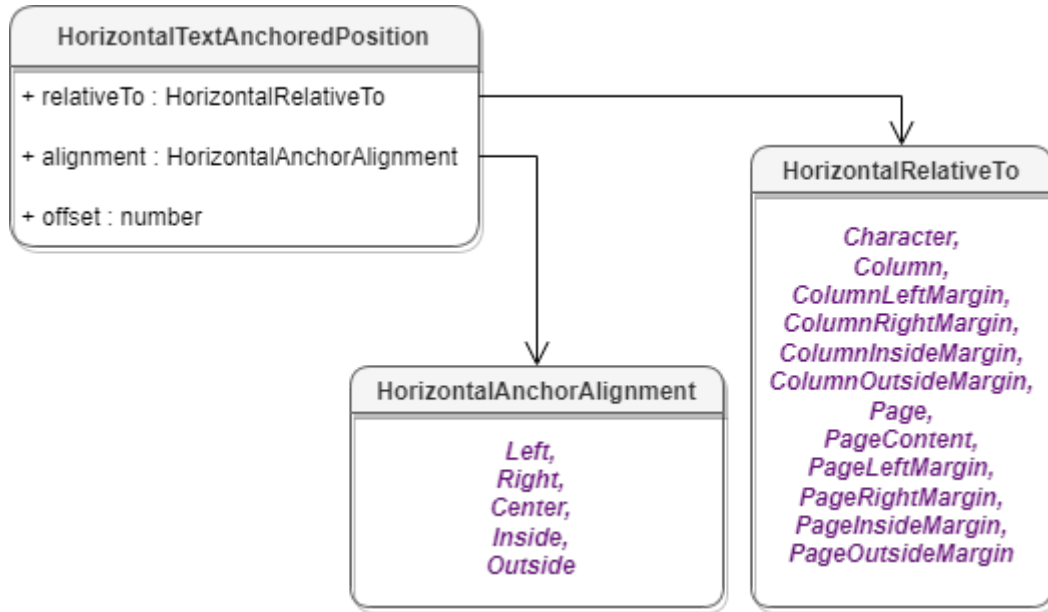 HorizontalTextAnchoredPosition
+ relativeTo : HorizontalRelativeTo
+ alignment : HorizontalAnchorAlignment
+ offset : number
HorizontalRelativeTo
Character,
Column,
ColumnLeftMargin,
ColumnRightMargin,
ColumnInsideMargin,
ColumnOutsideMargin,
Page,
PageContent,
PageLeftMargin,
PageRightMargin,
PageInsideMargin,
PageOutsideMargin
HorizontalAnchorAlignment
Left,
Right,
Center,
Inside,
Outside